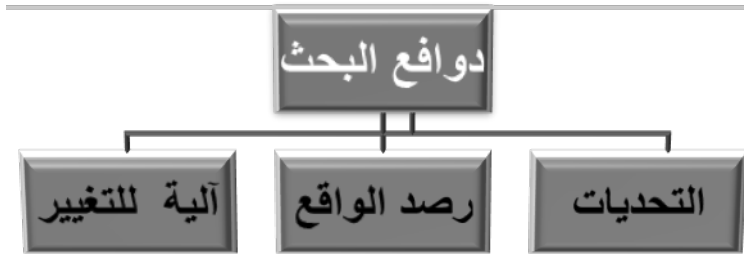 دوافع البحث
التحديات
رصد الواقع
آلية للتغيير